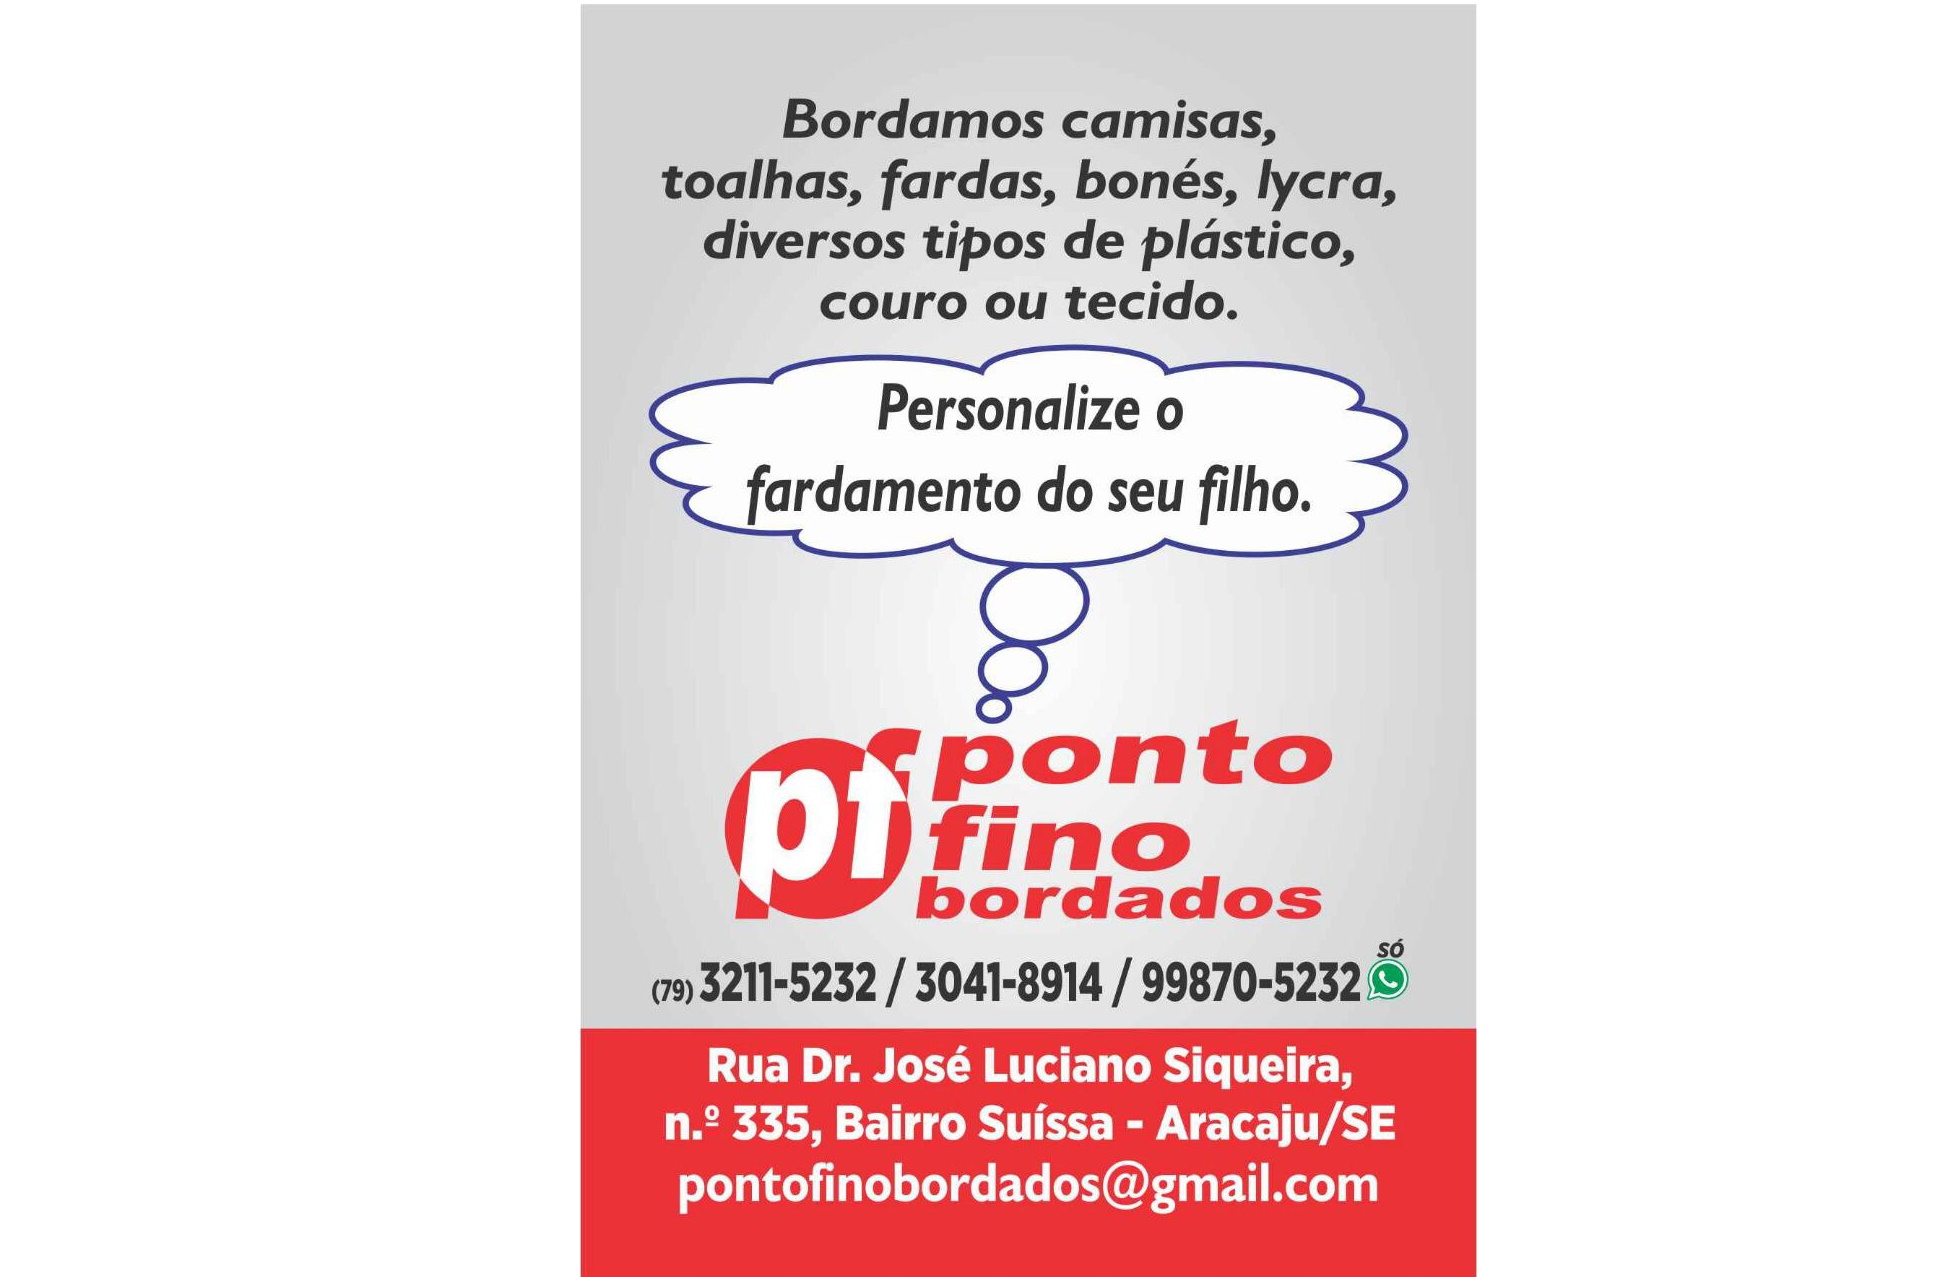 Bordamos camisas,
toalhas, fardas, bonés, lycra,
diversos tipos de plástico,
couro ou tecido.
Personalize o
fardamento do seu filho.
pf ponto
fino
bordados
só
(79) 3211-5232 / 3041-8914 / 99870-5232
Rua Dr. José Luciano Siqueira,
n.º 335, Bairro Suíssa - Aracaju/SE
pontofinobordados@gmail.com